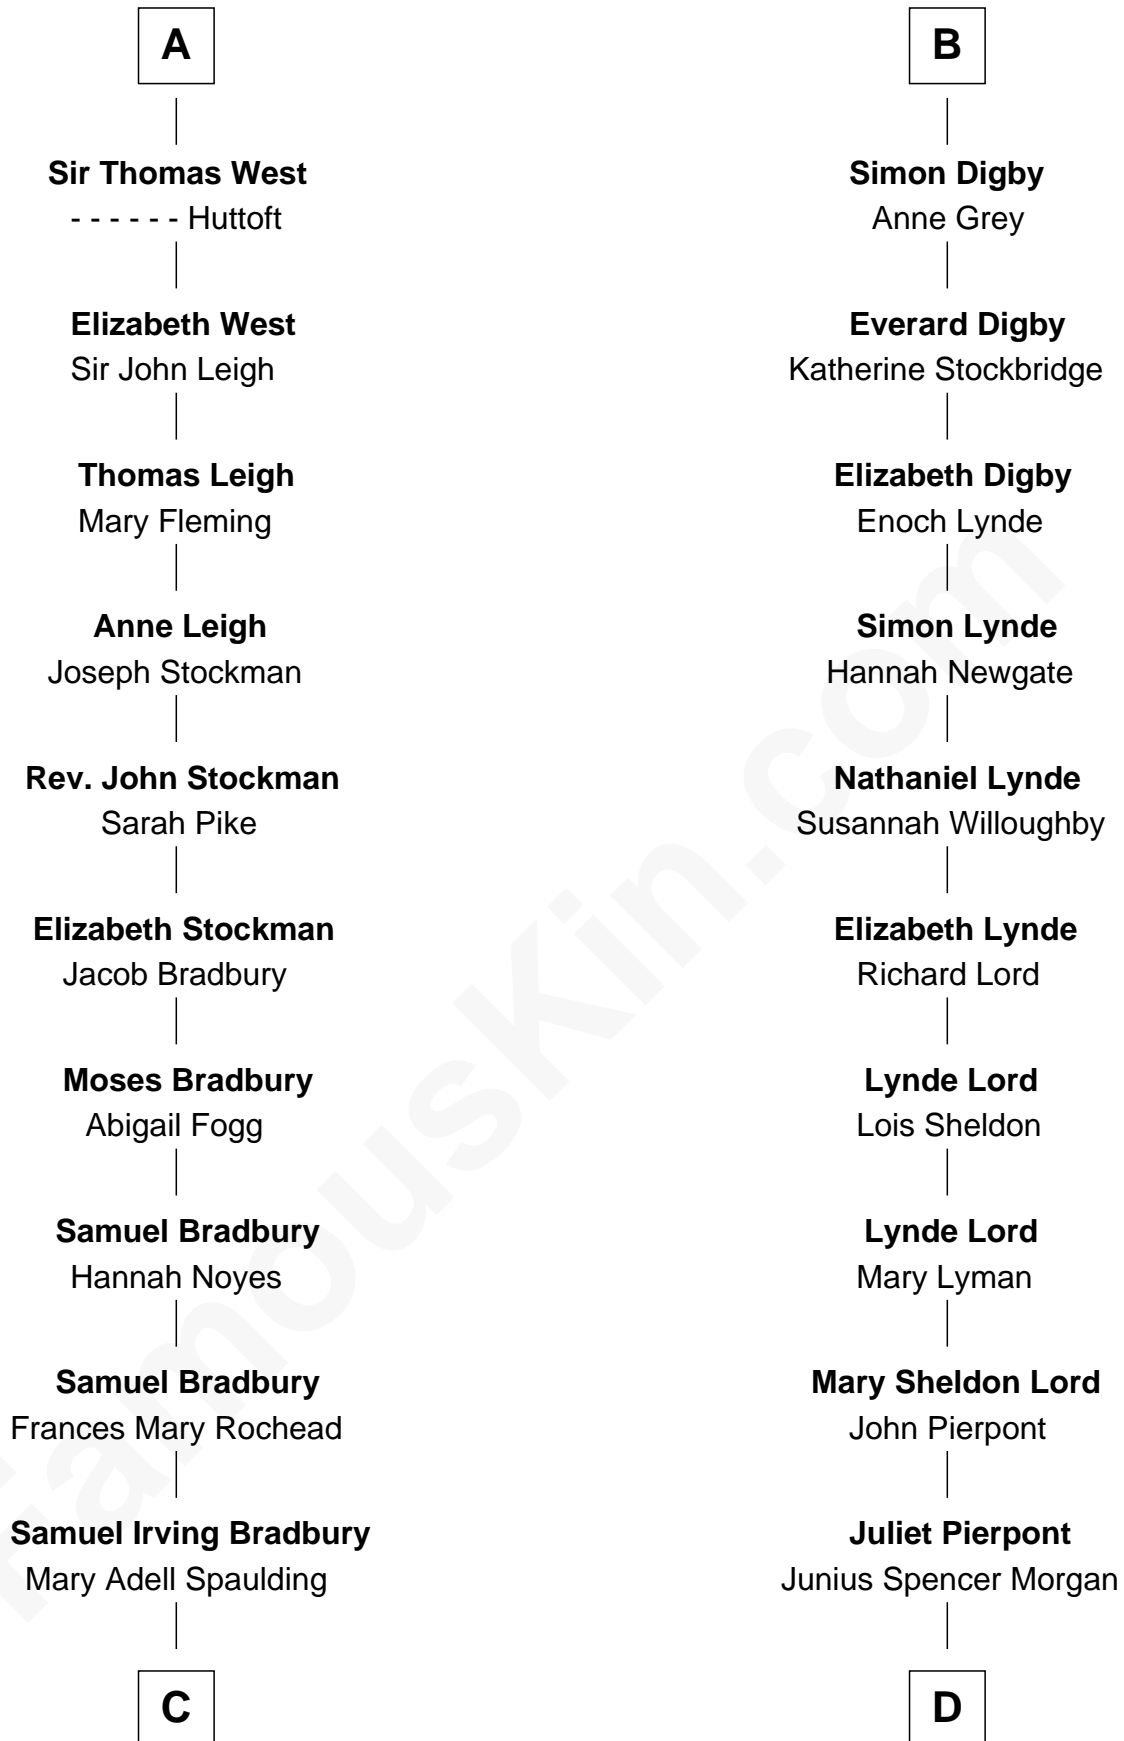 A
Sir Thomas West
- - - - - - Huttoft
Elizabeth West
Sir John Leigh
Thomas Leigh
Mary Fleming
Anne Leigh
Joseph Stockman
Rev. John Stockman
Sarah Pike
Elizabeth Stockman
Jacob Bradbury
Moses Bradbury
Abigail Fogg
Samuel Bradbury
Hannah Noyes
Samuel Bradbury
Frances Mary Rochead
Samuel Irving Bradbury
Mary Adell Spaulding
C
B
Simon Digby
Anne Grey
Everard Digby
Katherine Stockbridge
Elizabeth Digby
Enoch Lynde
Simon Lynde
Hannah Newgate
Nathaniel Lynde
Susannah Willoughby
Elizabeth Lynde
Richard Lord
Lynde Lord
Lois Sheldon
Lynde Lord
Mary Lyman
Mary Sheldon Lord
John Pierpont
Juliet Pierpont
Junius Spencer Morgan
D
FamousKin.com